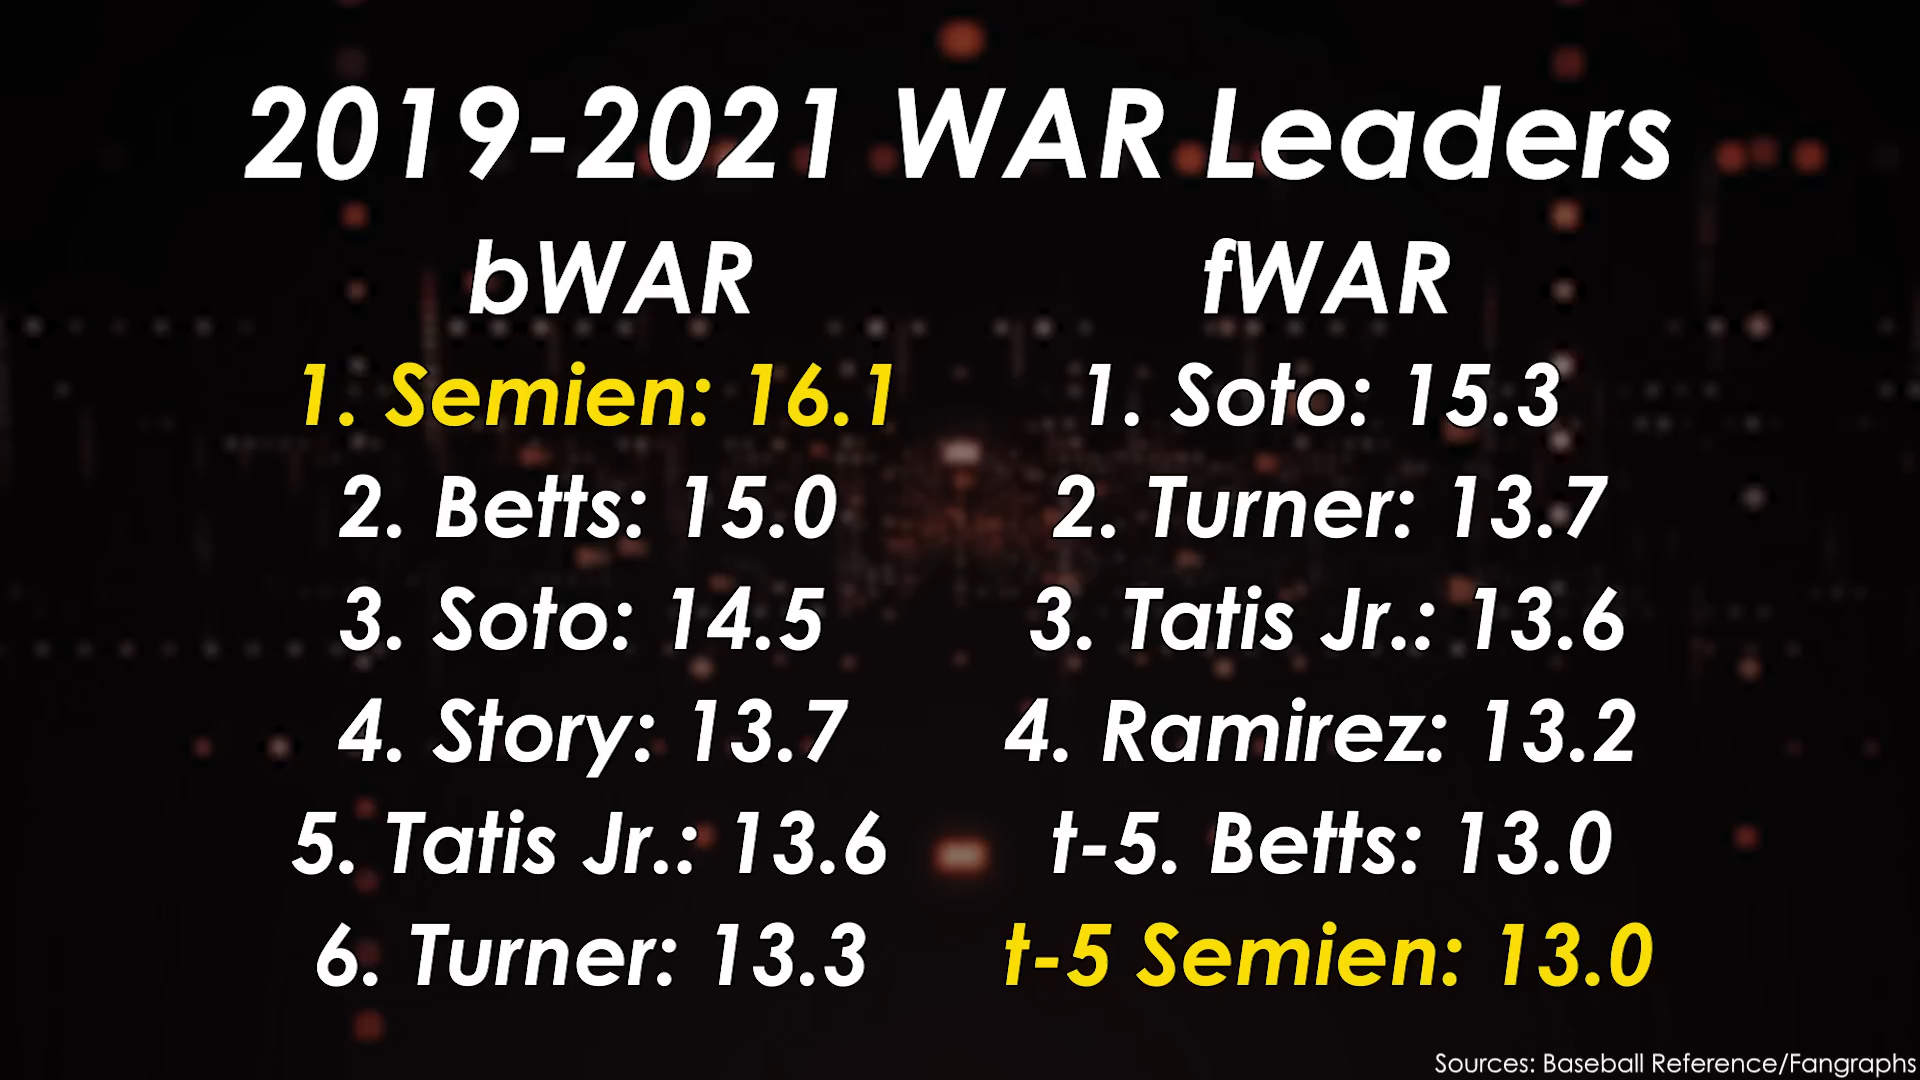 2019-2021 WAR Leaders
bWAR
1. Semien: 16.1
2. Betts: 15.0
3. Soto: 14.5
4. Story: 13.7
5. Tatis Jr.: 13.6
6. Turner: 13.3
fWAR
1. Soto: 15.3
2. Turner: 13.7
3. Tatis Jr.: 13.6
4. Ramirez: 13.2
t-5. Betts: 13.0
t-5 Semien: 13.0
Sources: Baseball Reference/Fangraphs